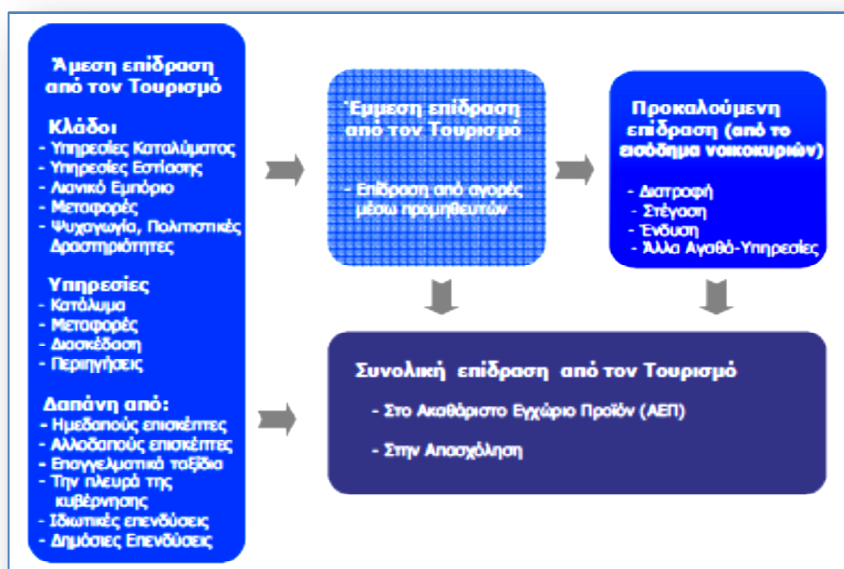 Άμεση επίδραση
από τον Τουρισμό
Κλάδοι
- Υπηρεσίες Καταλύματος
- Υπηρεσίες Εστίασης
- Λιανικό Εμπόριο
- Μεταφορές
- Ψυχαγωγία, Πολιτιστικές
Δραστηριότητες
Υπηρεσίες
- Κατάλυμα
- Μεταφορές
- Διασκέδαση
- Περιηγήσεις
Δαπάνη από:
- Ημεδαπούς επισκέπτες
- Αλλοδαπούς επισκέπτες
- Επαγγελματικά ταξίδια
- Την πλευρά της
κυβέρνησης
- Ιδιωτικές επενδύσεις
- Δημόσιες Επενδύσεις
Έμμεση επίδραση
από τον Τουρισμό
- Επίδραση από αγορές
μέσω προμηθευτών
Προκαλούμενη
επίδραση (από το
εισόδημα νοικοκυριών)
- Διατροφή
- Στέγαση
- Ένδυση
- Άλλα Αγαθά-Υπηρεσίες
Συνολική επίδραση από τον Τουρισμό
- Στο Ακαθάριστο Εγχώριο Προϊόν (ΑΕΠ)
- Στην Απασχόληση